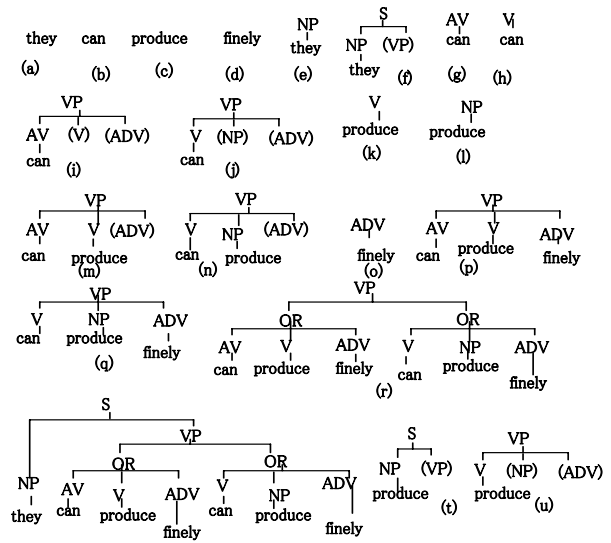 they can produce finely NP they S NP (VP) they AV can V can
(a) (b) (c) (d) (e) (f) (g) (h)
VP VP V NP
AV (V) (ADV) V (NP) (ADV) produce produce
can can
(i) (j) (k) (l)
VP VP VP
AV V (ADV) V NP (ADV) ADV AV V ADV
can produce can produce finely can produce finely
(m) (n) (o) (p)
VP VP
V NP ADV OR OR
can produce finely AV V ADV V NP ADV
(q) can produce finely can produce finely
(r)
S
VP S VP
OR OR NP (VP) V (NP) (ADV)
NP AV V ADV V NP ADV produce produce
they can produce finely can produce finely (t) (u)